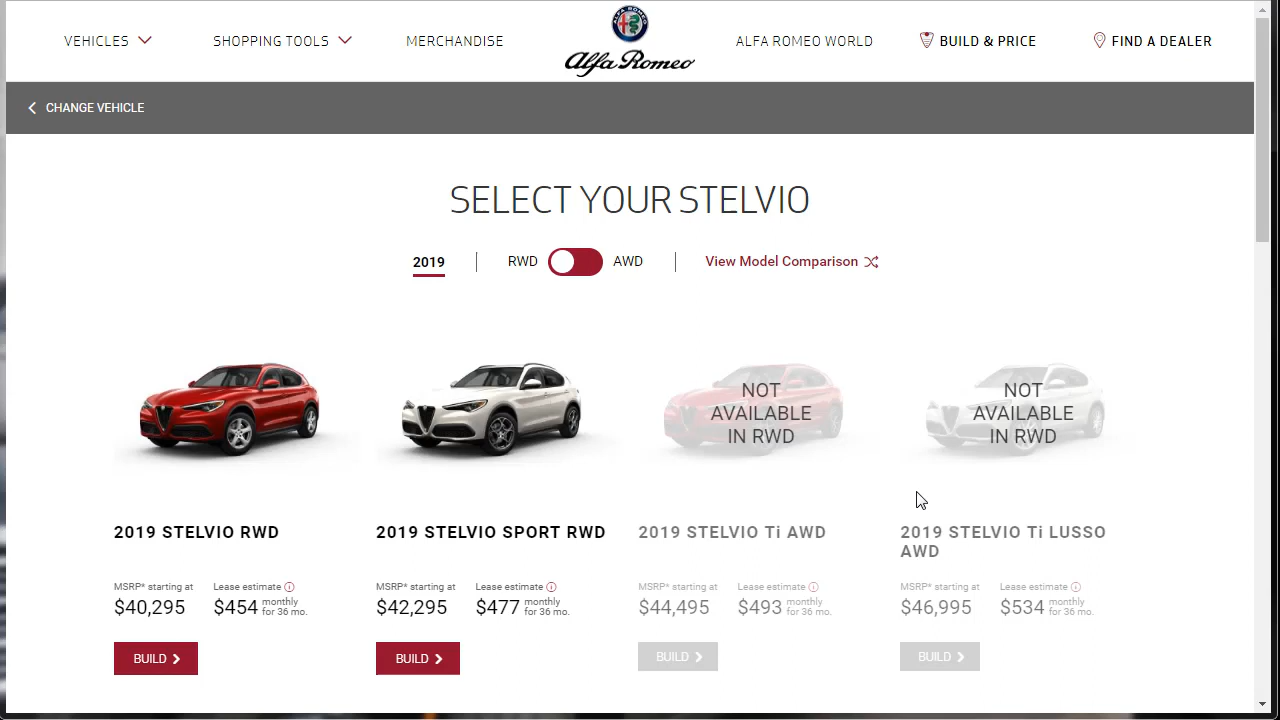 VEHICLES
SHOPPING TOOLS
MERCHANDISE
ALFA ROMEO
Alfa Romeo
ALFA ROMEO WORLD
BUILD & PRICE
FIND A DEALER
CHANGE VEHICLE
SELECT YOUR STELVIO
2019
RWD
AWD
View Model Comparison
NOT
AVAILABLE
IN RWD
NOT
AVAILABLE
IN RWD
2019 STELVIO RWD
MSRP* starting at
$40,295
Lease estimate
$454 monthly
for 36 mo.
BUILD
2019 STELVIO SPORT RWD
MSRP* starting at
$42,295
Lease estimate
$477 monthly
for 36 mo.
BUILD
2019 STELVIO Ti AWD
MSRP* starting at
$44,495
Lease estimate
$493 monthly
for 36 mo.
BUILD
2019 STELVIO Ti LUSSO
AWD
MSRP* starting at
$46,995
Lease estimate
$534 monthly
for 36 mo.
BUILD